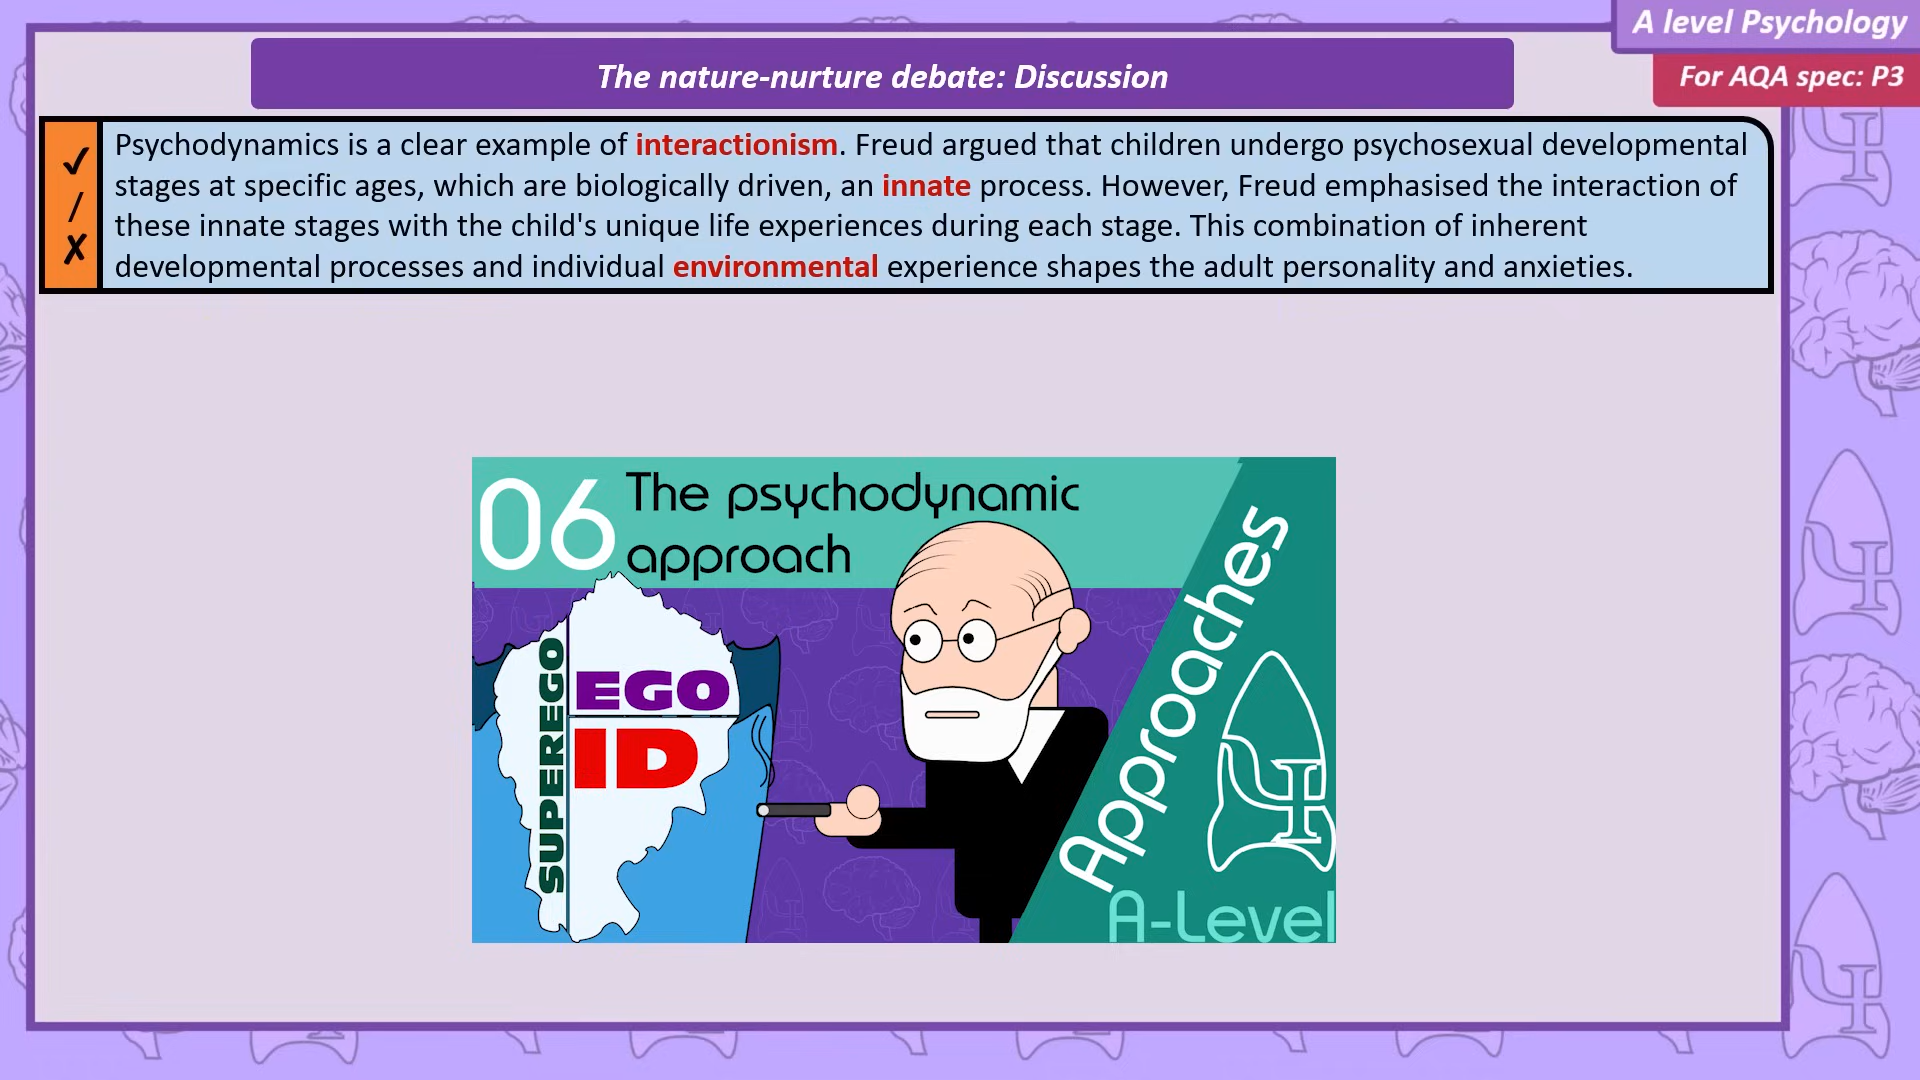 A level Psychology
The nature-nurture debate: Discussion
For AQA spec: P3
✓
/
✗
Psychodynamics is a clear example of interactionism. Freud argued that children undergo psychosexual developmental
stages at specific ages, which are biologically driven, an innate process. However, Freud emphasised the interaction of
these innate stages with the child's unique life experiences during each stage. This combination of inherent
developmental processes and individual environmental experience shapes the adult personality and anxieties.
06
The psychodynamic
approach
SUPEREGO
EGO
ID
Approaches
A-Level